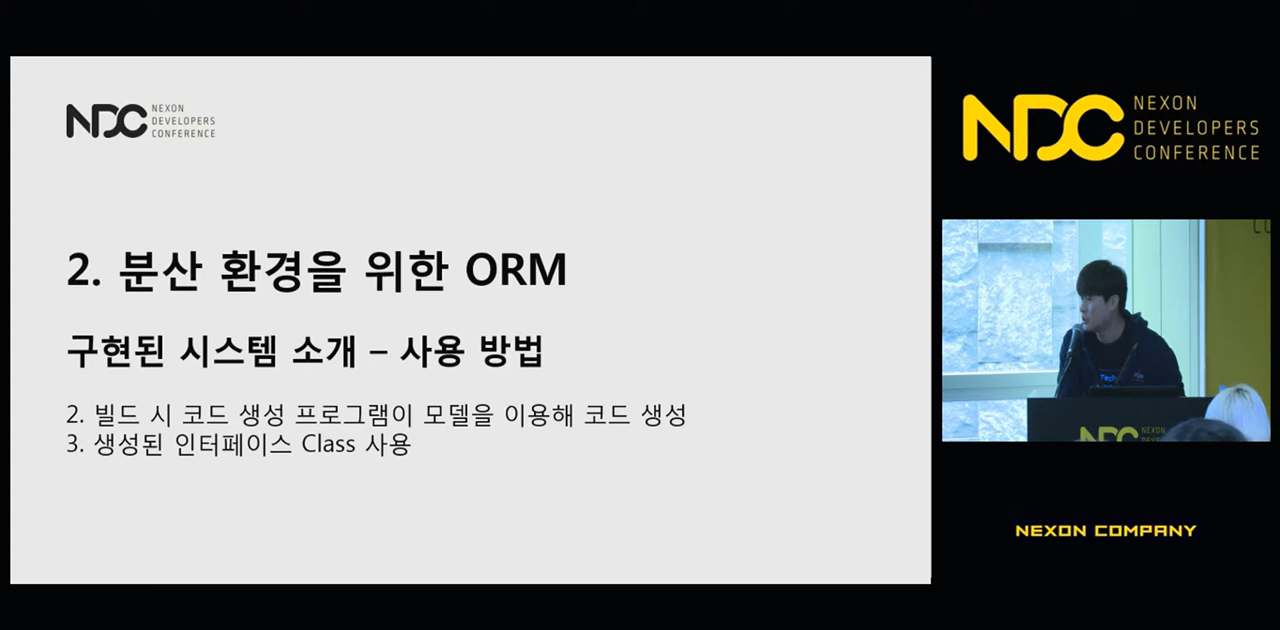 NDC NEXON
DEVELOPERS
CONFERENCE
2. 분산 환경을 위한 ORM
구현된 시스템 소개 – 사용 방법
2. 빌드 시 코드 생성 프로그램이 모델을 이용해 코드 생성
3. 생성된 인터페이스 Class 사용
NDC NEXON
DEVELOPERS
CONFERENCE
Tech
NDC NEXON
NEXON COMPANY